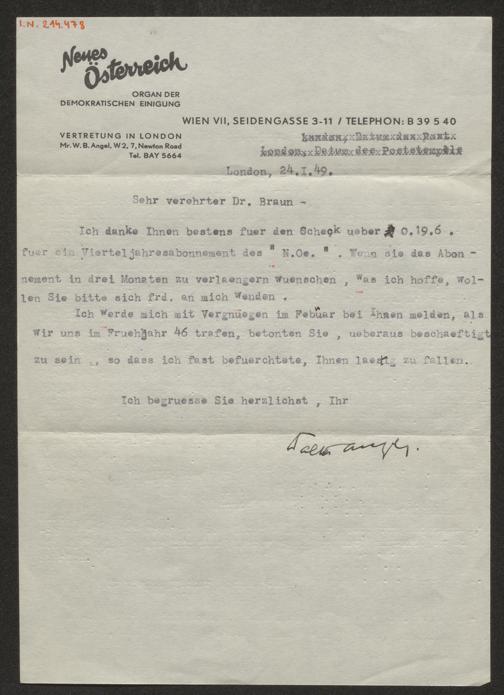 I.N. 214.478
Neues
Österreich
ORGAN DER
DEMOKRATISCHEN EINIGUNG
WIEN VII, SEIDENGASSE 3-11 / TELEPHON: B 39 5 40
VERTRETUNG IN LONDON
Mr. W. B. Angel, W 2, 7, Newton Road
Tel. BAY 5664
London, Datum des Poststempels
London, 24.I.49.
Sehr verehrter Dr. Braun -
Ich danke Ihnen bestens fuer den Scheck ueber 0.19.6.
fuer ein Vierteljahresabonnement des " N.Oe. " . Wenn sie das Abon -
nement in drei Monaten zu verlaengern wuenschen , Was ich hoffe, Wol-
len Sie bitte sich frd. an mich Wenden .
Ich Werde mich mit Vergnuegen im Febüar bei Ihnen melden, als
Wir uns im Fruehjahr 46 trafen, betonten Sie , ueberaus beschaeftigt
zu sein , so dass ich fast befuerchtete, Ihnen laestig zu fallen.
Ich begruesse Sie herzlichst , Ihr